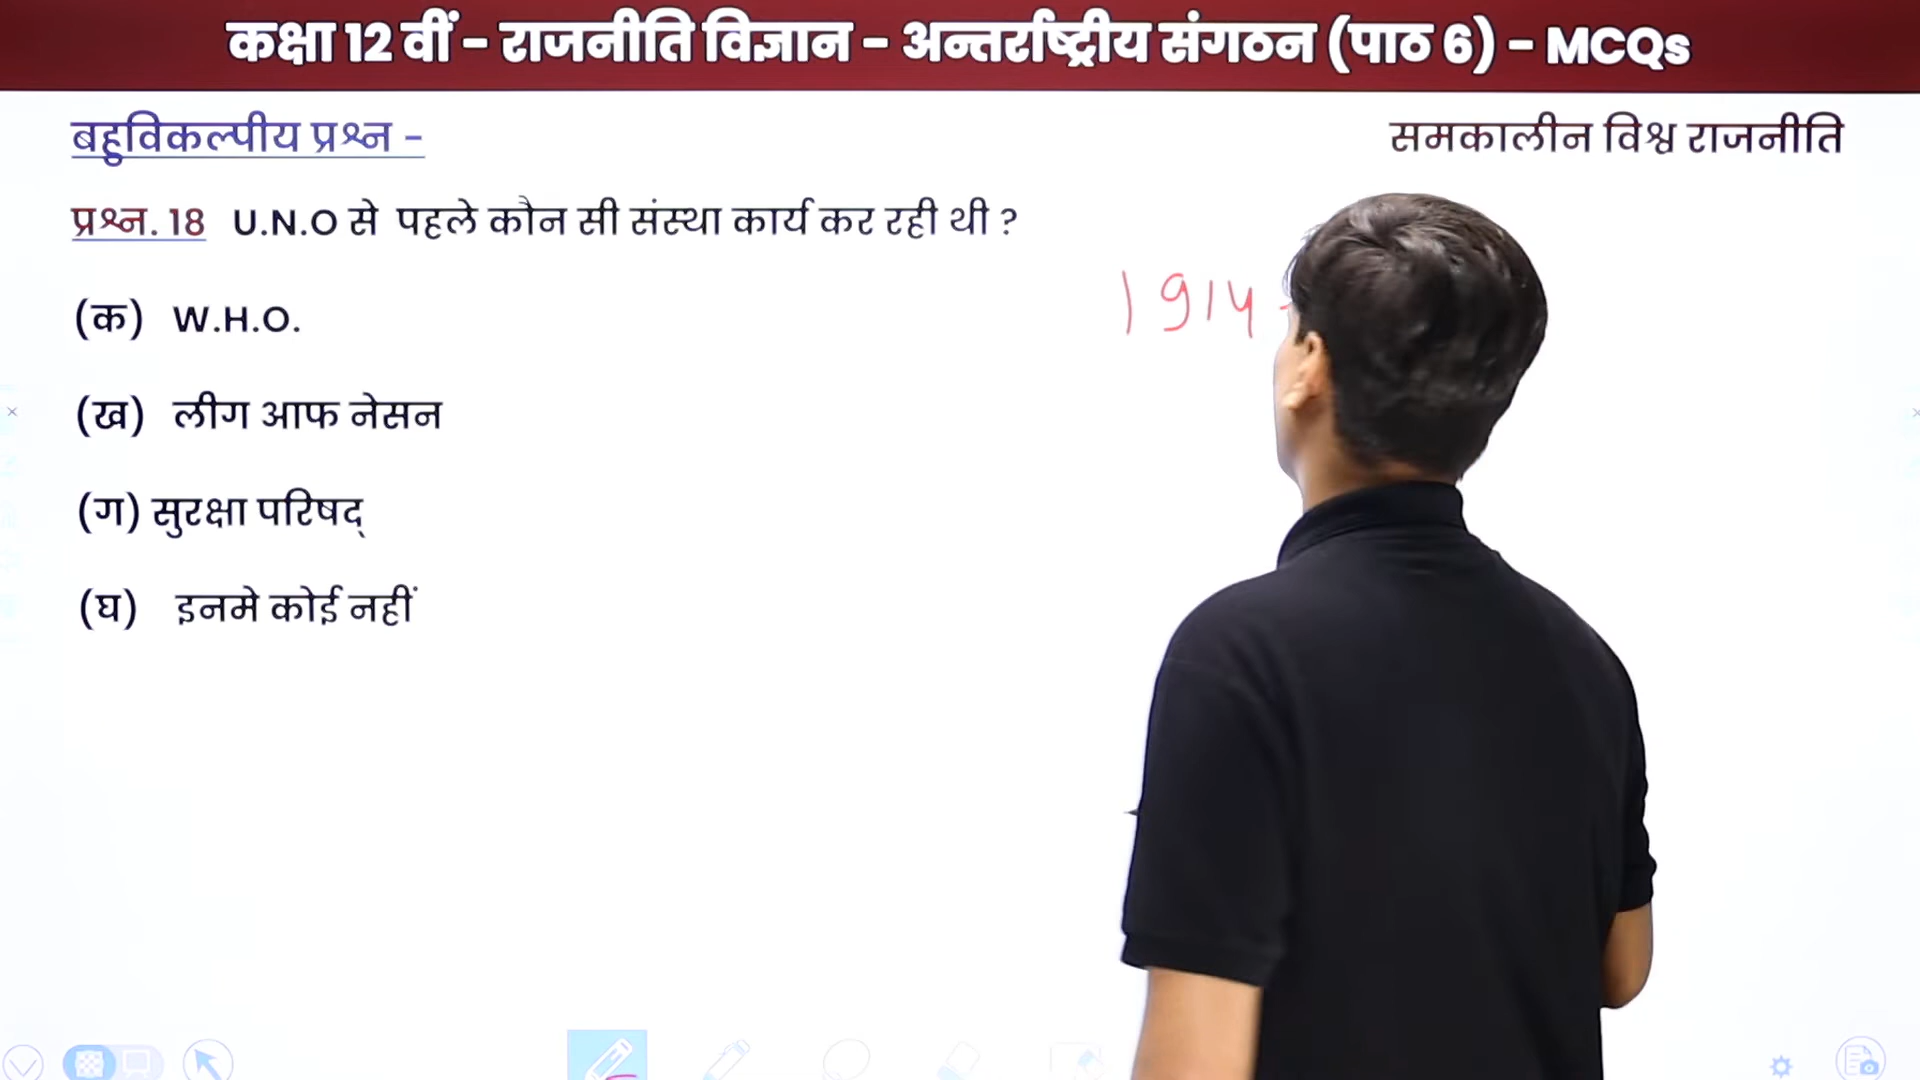 कक्षा 12 वीं - राजनीति विज्ञान - अन्तर्राष्ट्रीय संगठन (पाठ 6) - MCQs
बहुविकल्पीय प्रश्न -
समकालीन विश्व राजनीति
प्रश्न. 18 U.N.O से पहले कौन सी संस्था कार्य कर रही थी ?
1914
(क) W.H.O.
(ख) लीग आफ नेसन
(ग) सुरक्षा परिषद्
(घ) इनमे कोई नहीं